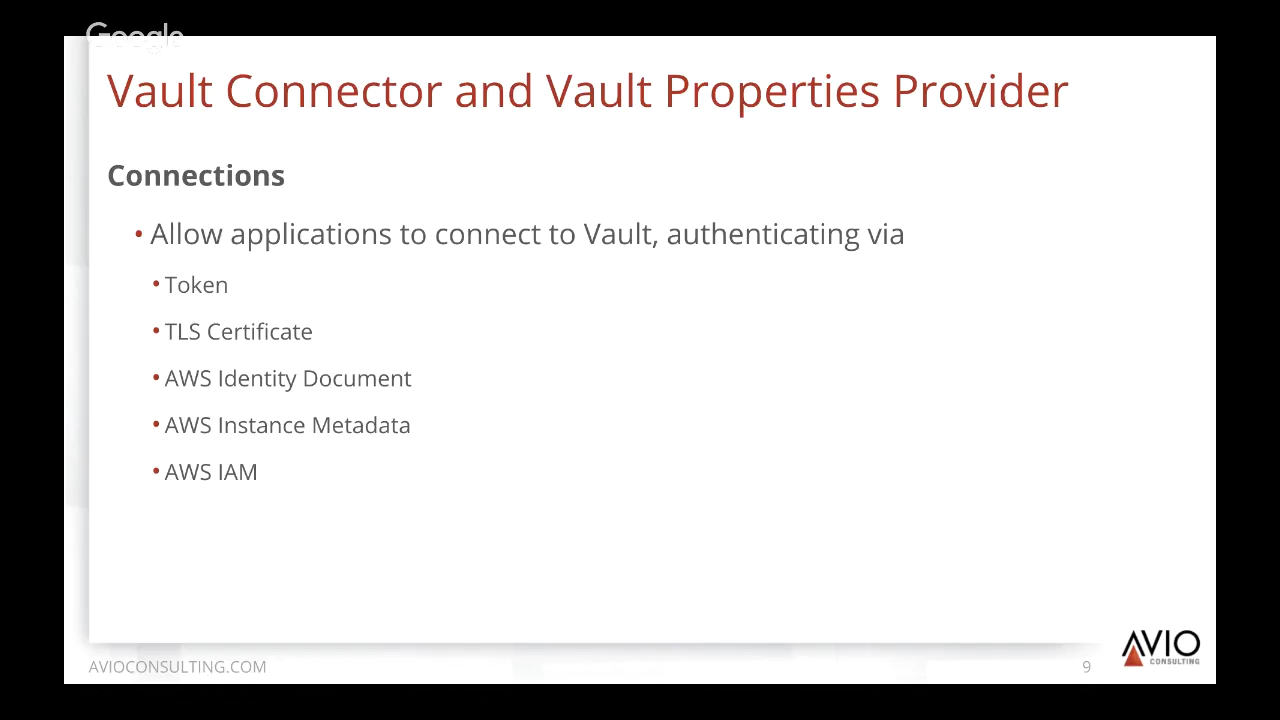 Google
Vault Connector and Vault Properties Provider
Connections
• Allow applications to connect to Vault, authenticating via
• Token
• TLS Certificate
• AWS Identity Document
• AWS Instance Metadata
• AWS IAM
AVIOCONSULTING.COM
9
AVIO
CONSULTING